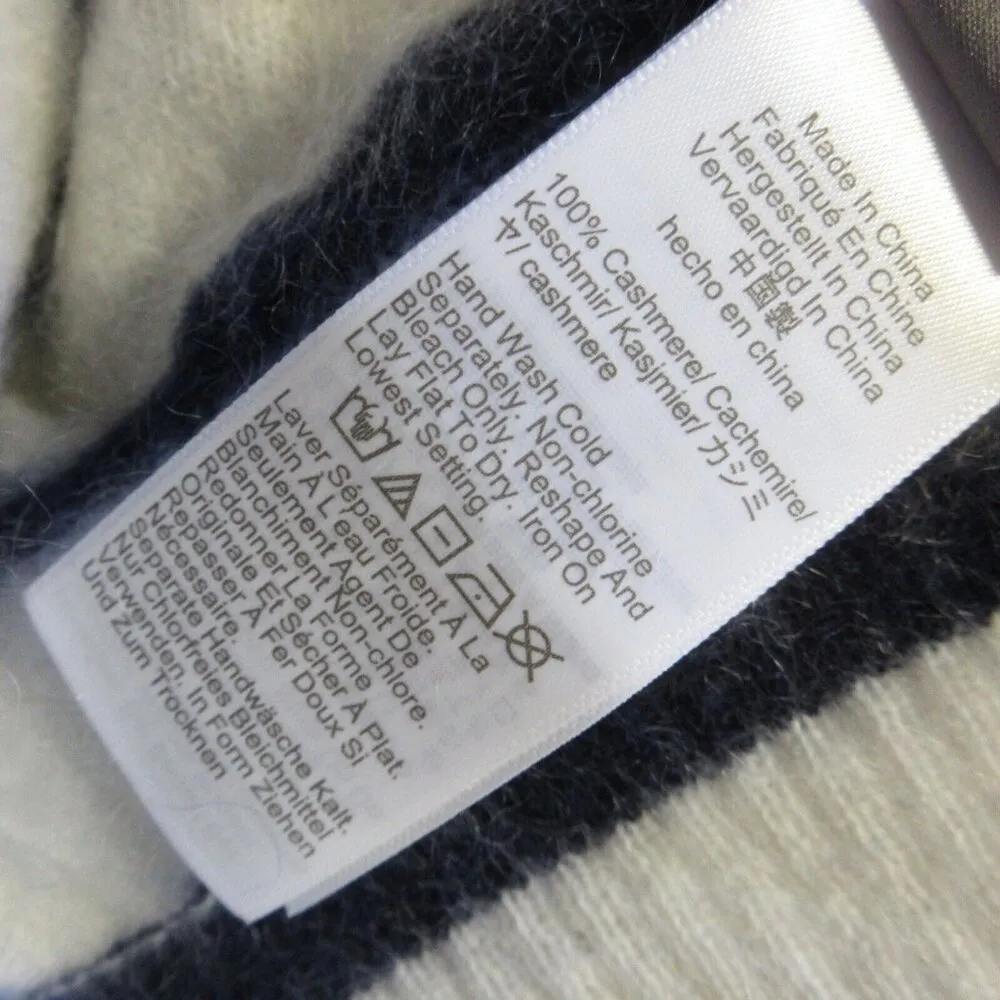 Made In China
Fabriqué En Chine
Hergestellt In China
Vervaardigd In China
中國製
hecho en china
100% Cashmere/ Cachemire/
Kaschmir/ Kasjmier/ カシミ
ヤ/ cashmere
Hand Wash Cold
Separately. Non-chlorine
Bleach Only. Reshape And
Lay Flat To Dry. Iron On
Lowest Setting.
Laver Séparément À La
Main À L'eau Froide.
Seulement Agent De
Blanchiment Non-chlore.
Redonner La Forme
Originale Et Sécher À Plat.
Repasser À Fer Doux Si
Nécessaire.
Separate Handwäsche Kalt.
Nur Chlorfreies Bleichmittel
Verwenden. In Form Ziehen
Und Zum Trocknen